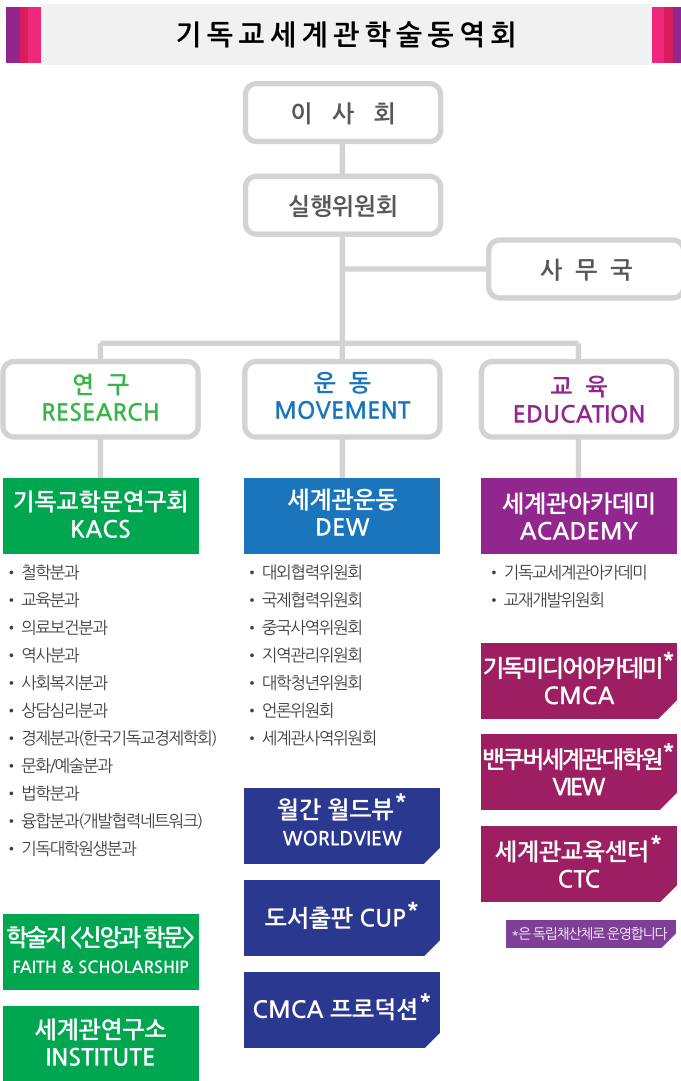 기독교세계관학술동역회
이 사 회
실행위원회
사 무 국
연 구
RESEARCH
운 동
MOVEMENT
교 육
EDUCATION
기독교학문연구회
KACS
• 철학분과
• 교육분과
• 의료보건분과
• 역사분과
• 사회복지분과
• 상담심리분과
• 경제분과(한국기독교경제학회)
• 문화/예술분과
• 법학분과
• 융합분과(개발협력네트워크)
• 기독대학원생분과
학술지 <신앙과 학문>
FAITH & SCHOLARSHIP
세계관연구소
INSTITUTE
세계관운동
DEW
• 대외협력위원회
• 국제협력위원회
• 중국사역위원회
• 지역관리위원회
• 대학청년위원회
• 언론위원회
• 세계관사역위원회
월간 월드뷰*
WORLDVIEW
도서출판 CUP*
CMCA 프로덕션*
세계관아카데미
ACADEMY
• 기독교세계관아카데미
• 교재개발위원회
기독미디어아카데미*
CMCA
밴쿠버세계관대학원*
VIEW
세계관교육센터*
CTC
*은 독립채산체로 운영합니다